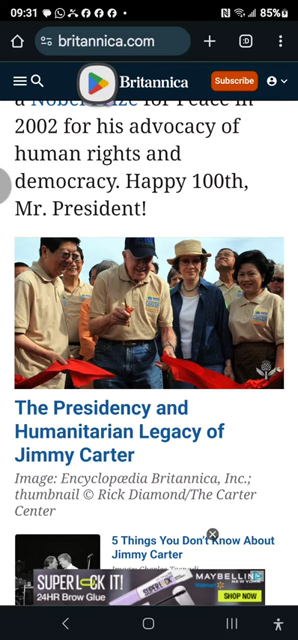 09:31
85%
britannica.com
Britannica
Subscribe
a Nobel Prize for Peace in
2002 for his advocacy of
human rights and
democracy. Happy 100th,
Mr. President!
The Presidency and
Humanitarian Legacy of
Jimmy Carter
Image: Encyclopædia Britannica, Inc.;
thumbnail © Rick Diamond/The Carter
Center
5 Things You Don't Know About
Jimmy Carter
SUPER LOCK IT!
24HR Brow Glue
MAYBELLINE
NEW YORK
SHOP NOW